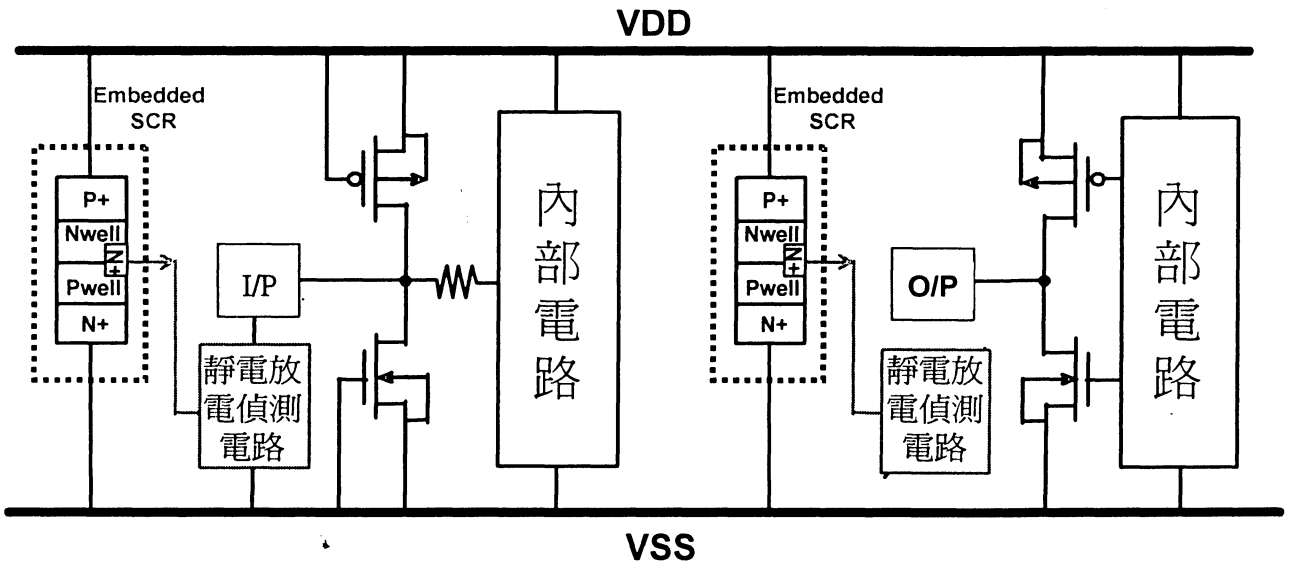 VDD
Embedded
SCR
P+
Nwell
N+
Pwell
N+
I/P
靜電放
電偵測
電路
內
部
電
路
Embedded
SCR
P+
Nwell
N+
Pwell
N+
O/P
靜電放
電偵測
電路
內
部
電
路
VSS